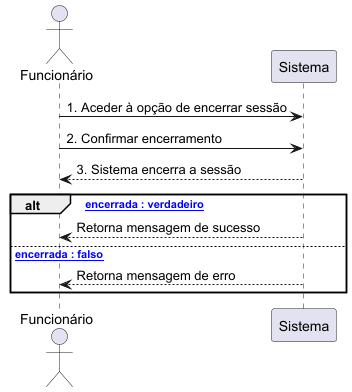 Funcionário
Sistema
1. Aceder à opção de encerrar sessão
2. Confirmar encerramento
3. Sistema encerra a sessão
alt encerrada : verdadeiro
Retorna mensagem de sucesso
encerrada : falso
Retorna mensagem de erro
Funcionário
Sistema